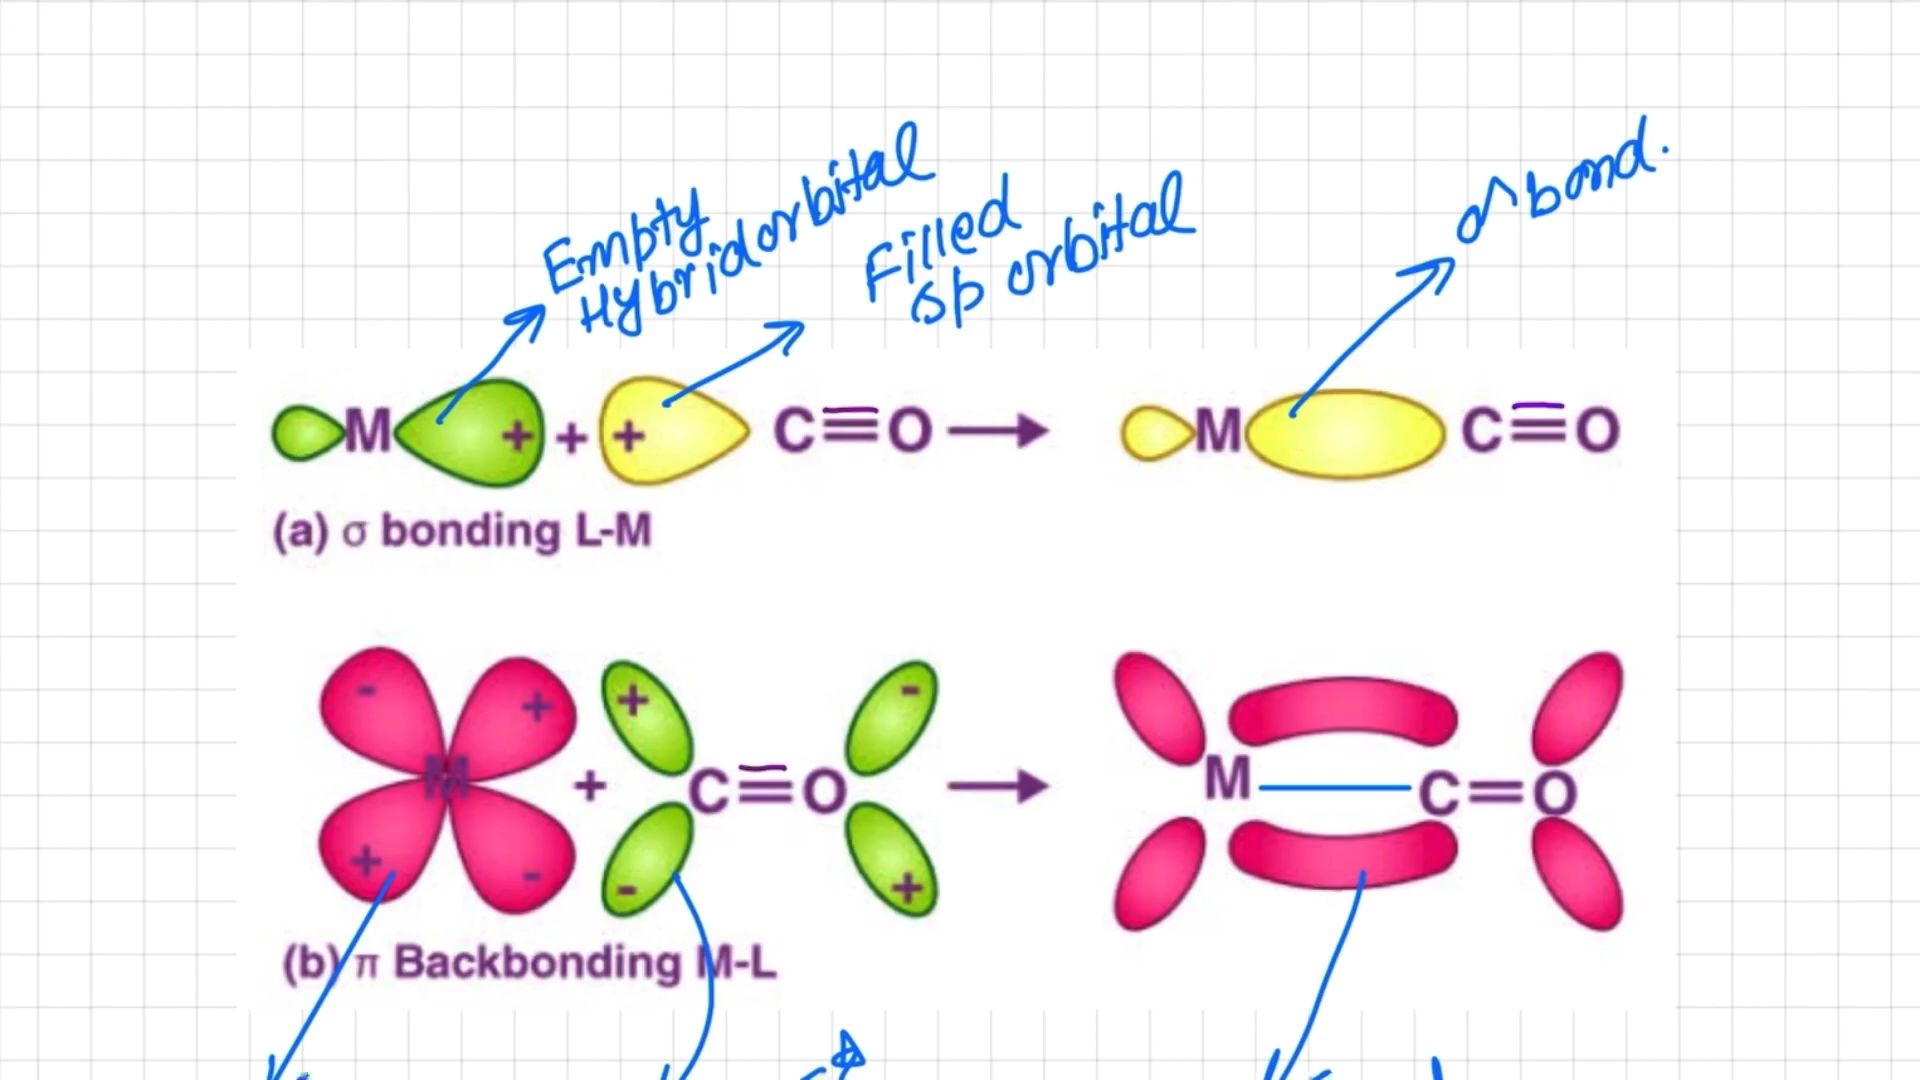 Empty
Hybrid orbital
Filled
sp orbital
σ bond.
M + + + C≡O → M C≡O
(a) σ bonding L-M
- + + -
M + C≡O → M — C=O
+ - - +
(b) π Backbonding M-L